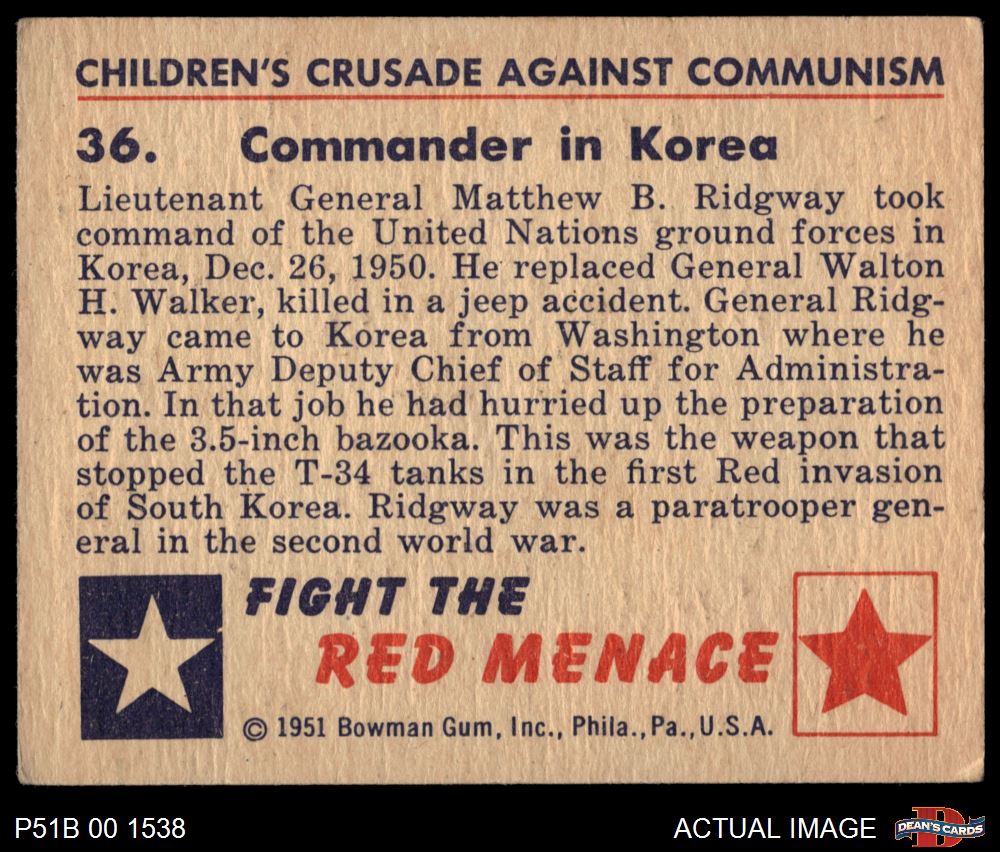 CHILDREN'S CRUSADE AGAINST COMMUNISM
36. Commander in Korea
Lieutenant General Matthew B. Ridgway took
command of the United Nations ground forces in
Korea, Dec. 26, 1950. He replaced General Walton
H. Walker, killed in a jeep accident. General Ridg-
way came to Korea from Washington where he
was Army Deputy Chief of Staff for Administra-
tion. In that job he had hurried up the preparation
of the 3.5-inch bazooka. This was the weapon that
stopped the T-34 tanks in the first Red invasion
of South Korea. Ridgway was a paratrooper gen-
eral in the second world war.
FIGHT THE
RED MENACE
© 1951 Bowman Gum, Inc., Phila., Pa., U.S.A.
P51B 00 1538
ACTUAL IMAGE
D
DEAN'S CARDS